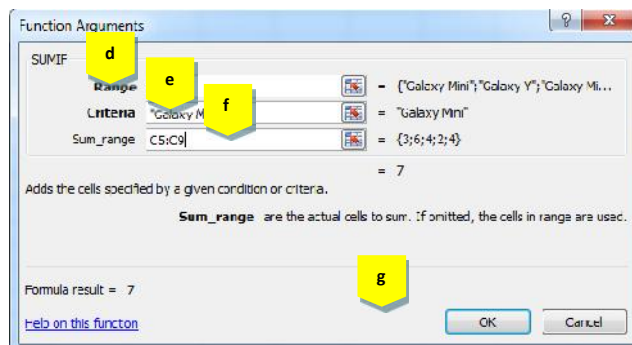 Function Arguments
SUMIF
d
Range = {"Galaxy Mini";"Galaxy Y";"Galaxy Mi...
e
Criteria "Galaxy M = "Galaxy Mini"
f
Sum_range C5:C9 = {3;6;4;2;4}
= 7
Adds the cells specified by a given condition or criteria.
Sum_range are the actual cells to sum. If omitted, the cells in range are used.
g
Formula result = 7
Help on this function OK Cancel